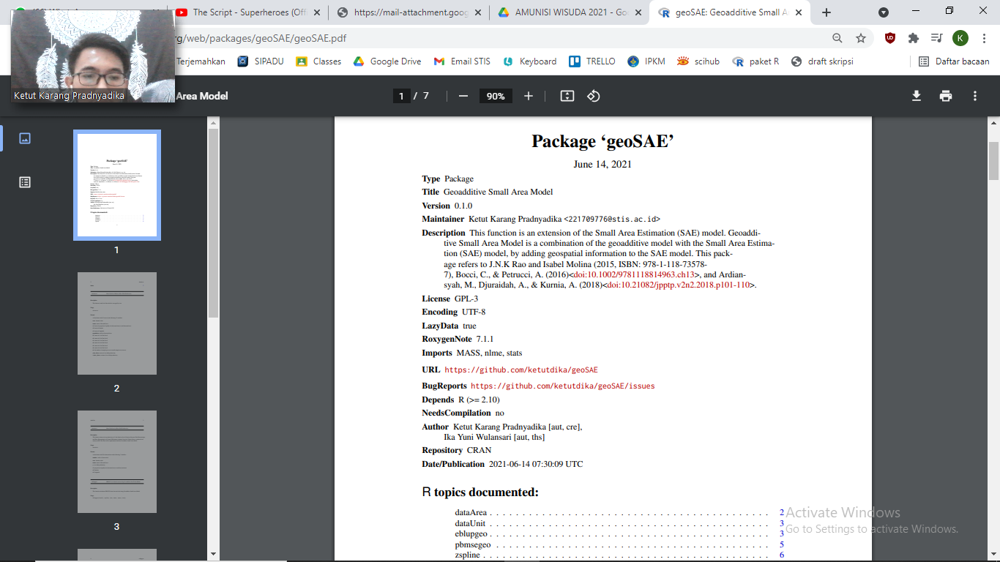 The Script - Superheroes (Off
https://mail-attachment.goog
AMUNISI WISUDA 2021 - Go
geoSAE: Geoadditive Small A
rg/web/packages/geoSAE/geoSAE.pdf
K
Terjemahkan
SIPADU
Classes
Google Drive
Email STIS
Keyboard
TRELLO
IPKM
scihub
paket R
draft skripsi
Daftar bacaan
Ketut Karang Pradnyadika
Area Model
1 / 7
90%
1
2
3
Package ‘geoSAE’
June 14, 2021
Type Package
Title Geoadditive Small Area Model
Version 0.1.0
Maintainer Ketut Karang Pradnyadika <221709776@stis.ac.id>
Description This function is an extension of the Small Area Estimation (SAE) model. Geoaddi-
tive Small Area Model is a combination of the geoadditive model with the Small Area Estima-
tion (SAE) model, by adding geospatial information to the SAE model. This pack-
age refers to J.N.K Rao and Isabel Molina (2015, ISBN: 978-1-118-73578-
7), Bocci, C., & Petrucci, A. (2016)<doi:10.1002/9781118814963.ch13>, and Ardian-
syah, M., Djuraidah, A., & Kurnia, A. (2018)<doi:10.21082/jpptp.v2n2.2018.p101-110>.
License GPL-3
Encoding UTF-8
LazyData true
RoxygenNote 7.1.1
Imports MASS, nlme, stats
URL https://github.com/ketutdika/geoSAE
BugReports https://github.com/ketutdika/geoSAE/issues
Depends R (>= 2.10)
NeedsCompilation no
Author Ketut Karang Pradnyadika [aut, cre],
Ika Yuni Wulansari [aut, ths]
Repository CRAN
Date/Publication 2021-06-14 07:30:09 UTC
R topics documented:
dataArea . . . . . . . . . . . . . . . . . . . . . . . . . . . . . . 2
dataUnit . . . . . . . . . . . . . . . . . . . . . . . . . . . . . . 3
eblupgeo . . . . . . . . . . . . . . . . . . . . . . . . . . . . . . 3
pbmsegeo . . . . . . . . . . . . . . . . . . . . . . . . . . . . . . 5
zspline . . . . . . . . . . . . . . . . . . . . . . . . . . . . . . 6
Activate Windows
Go to Settings to activate Windows.